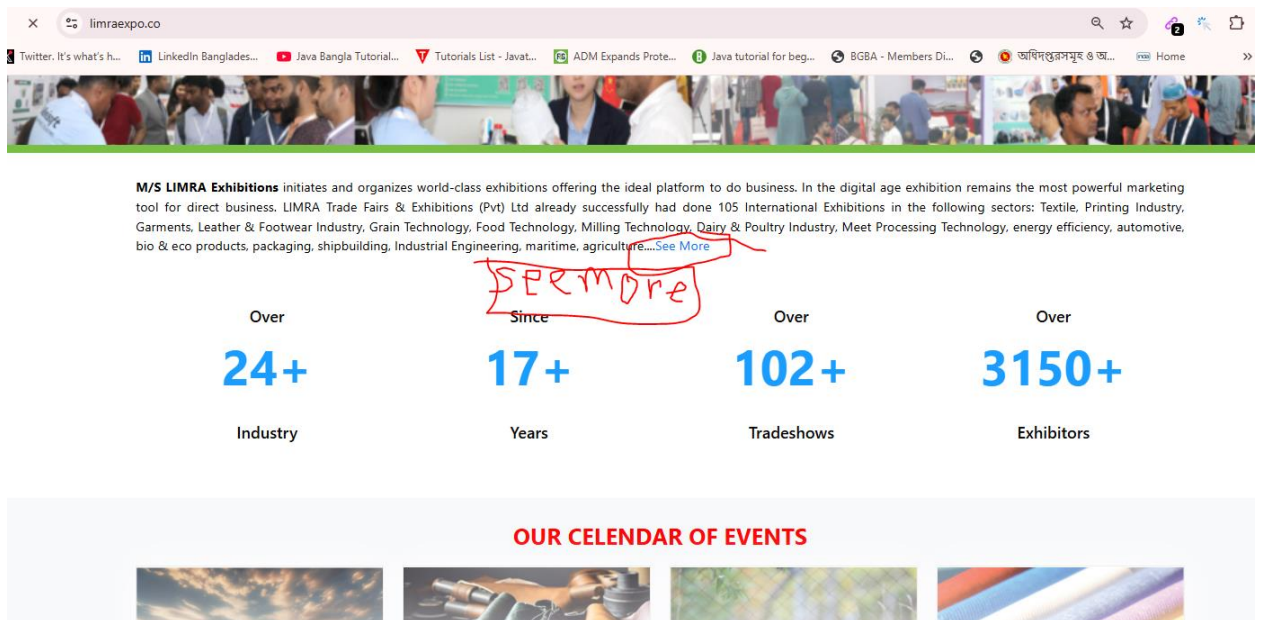 limraexpo.co
2
Twitter. It's what's h... LinkedIn Banglades... Java Bangla Tutorial... Tutorials List - Javat... ADM Expands Prote... Java tutorial for beg... BGBA - Members Di... অধিদপ্তরসমূহ ও অ... Home »
M/S LIMRA Exhibitions initiates and organizes world-class exhibitions offering the ideal platform to do business. In the digital age exhibition remains the most powerful marketing
tool for direct business. LIMRA Trade Fairs & Exhibitions (Pvt) Ltd already successfully had done 105 International Exhibitions in the following sectors: Textile, Printing Industry,
Garments, Leather & Footwear Industry, Grain Technology, Food Technology, Milling Technology, Dairy & Poultry Industry, Meet Processing Technology, energy efficiency, automotive,
bio & eco products, packaging, shipbuilding, Industrial Engineering, maritime, agriculture....See More
see more
Over Since Over Over
24+ 17+ 102+ 3150+
Industry Years Tradeshows Exhibitors
OUR CELENDAR OF EVENTS